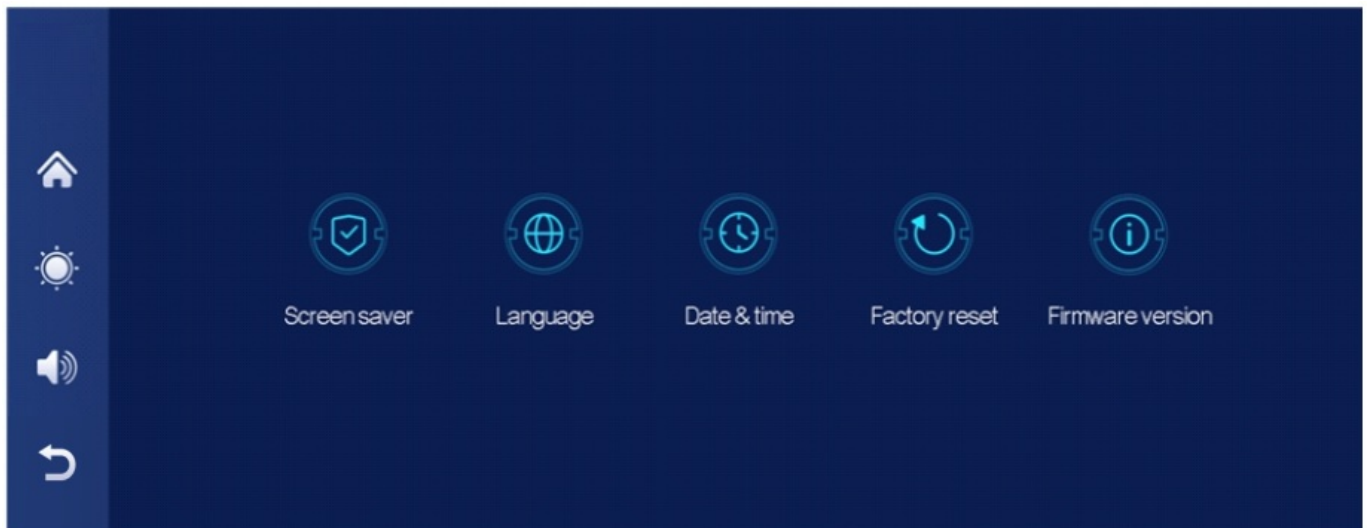 Screen saver
Language
Date & time
Factory reset
Firmware version